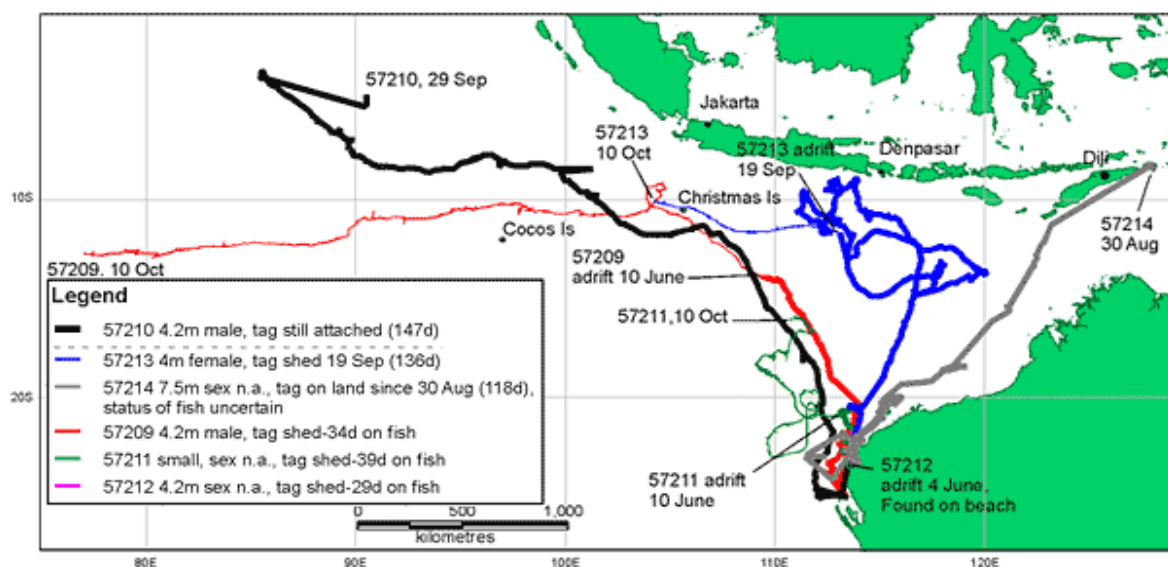 57210, 29 Sep
Jakarta
57213
10 Oct
57213 adrift
19 Sep
Denpasar
Dili
10S
Christmas Is
Cocos Is
57214
30 Aug
57209. 10 Oct
57209
adrift 10 June
Legend
57210 4.2m male, tag still attached (147d)
57213 4m female, tag shed 19 Sep (136d)
57214 7.5m sex n.a., tag on land since 30 Aug (118d),
status of fish uncertain
57209 4.2m male, tag shed-34d on fish
57211 small, sex n.a., tag shed-39d on fish
57212 4.2m sex n.a., tag shed-29d on fish
57211,10 Oct
20S
57211 adrift
10 June
57212
adrift 4 June,
Found on beach
0 500 1,000
kilometres
80E 90E 100E 110E 120E